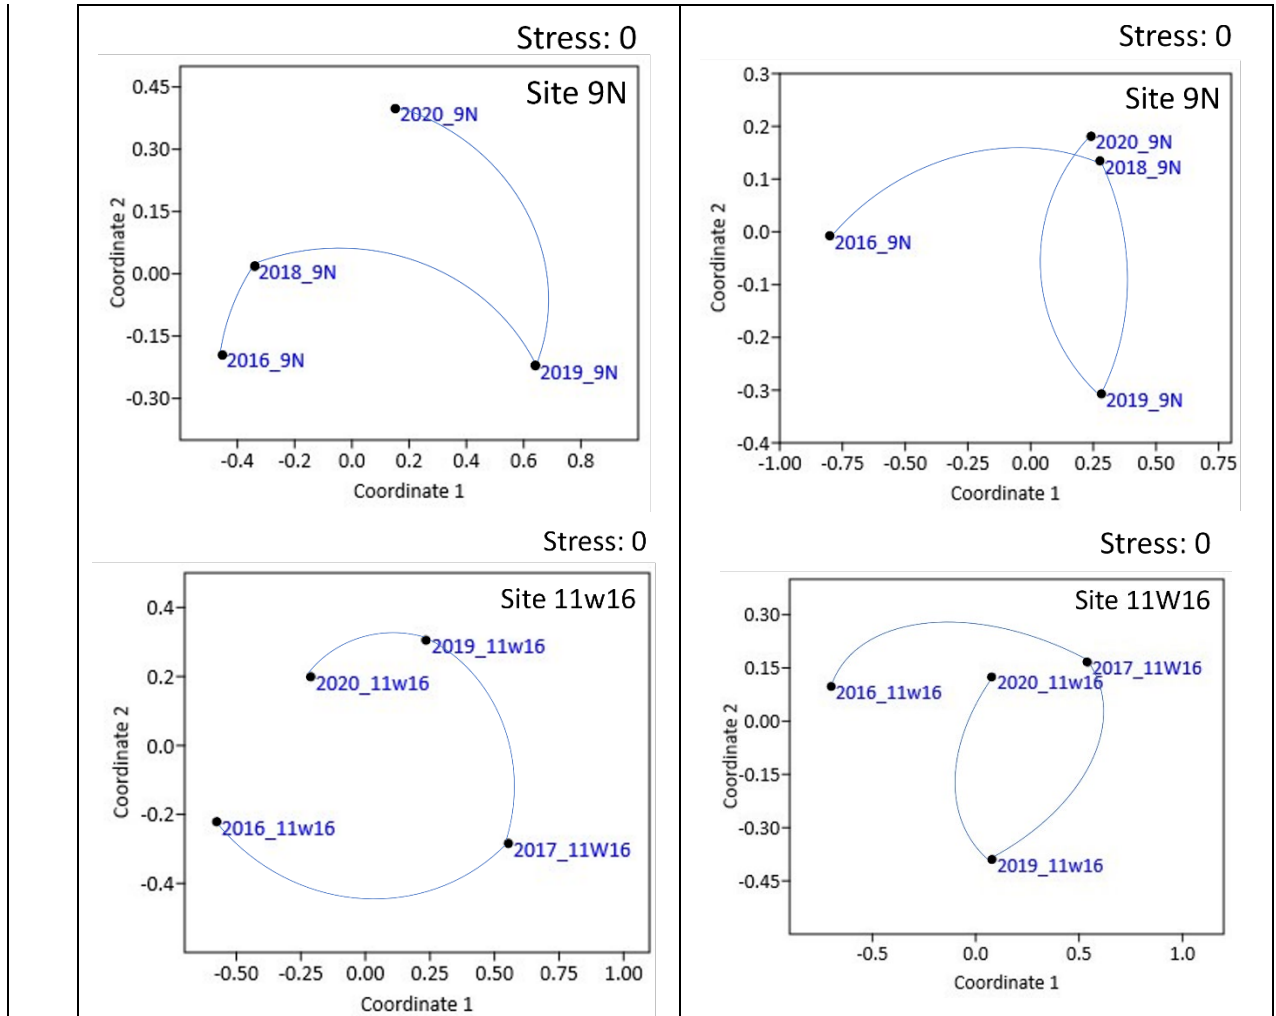 Stress: 0
Site 9N
0.45
0.30
0.15
0.00
-0.15
-0.30
Coordinate 2
2020_9N
2018_9N
2016_9N
2019_9N
-0.4 -0.2 0.0 0.2 0.4 0.6 0.8
Coordinate 1
Stress: 0
Site 9N
0.3
0.2
0.1
0.0
-0.1
-0.2
-0.3
-0.4
Coordinate 2
2020_9N
2018_9N
2016_9N
2019_9N
-1.00 -0.75 -0.50 -0.25 0.00 0.25 0.50 0.75
Coordinate 1
Stress: 0
Site 11w16
0.4
0.2
0.0
-0.2
-0.4
Coordinate 2
2019_11w16
2020_11w16
2016_11w16
2017_11W16
-0.50 -0.25 0.00 0.25 0.50 0.75 1.00
Coordinate 1
Stress: 0
Site 11W16
0.30
0.15
0.00
-0.15
-0.30
-0.45
Coordinate 2
2017_11W16
2020_11w16
2016_11w16
2019_11w16
-0.5 0.0 0.5 1.0
Coordinate 1